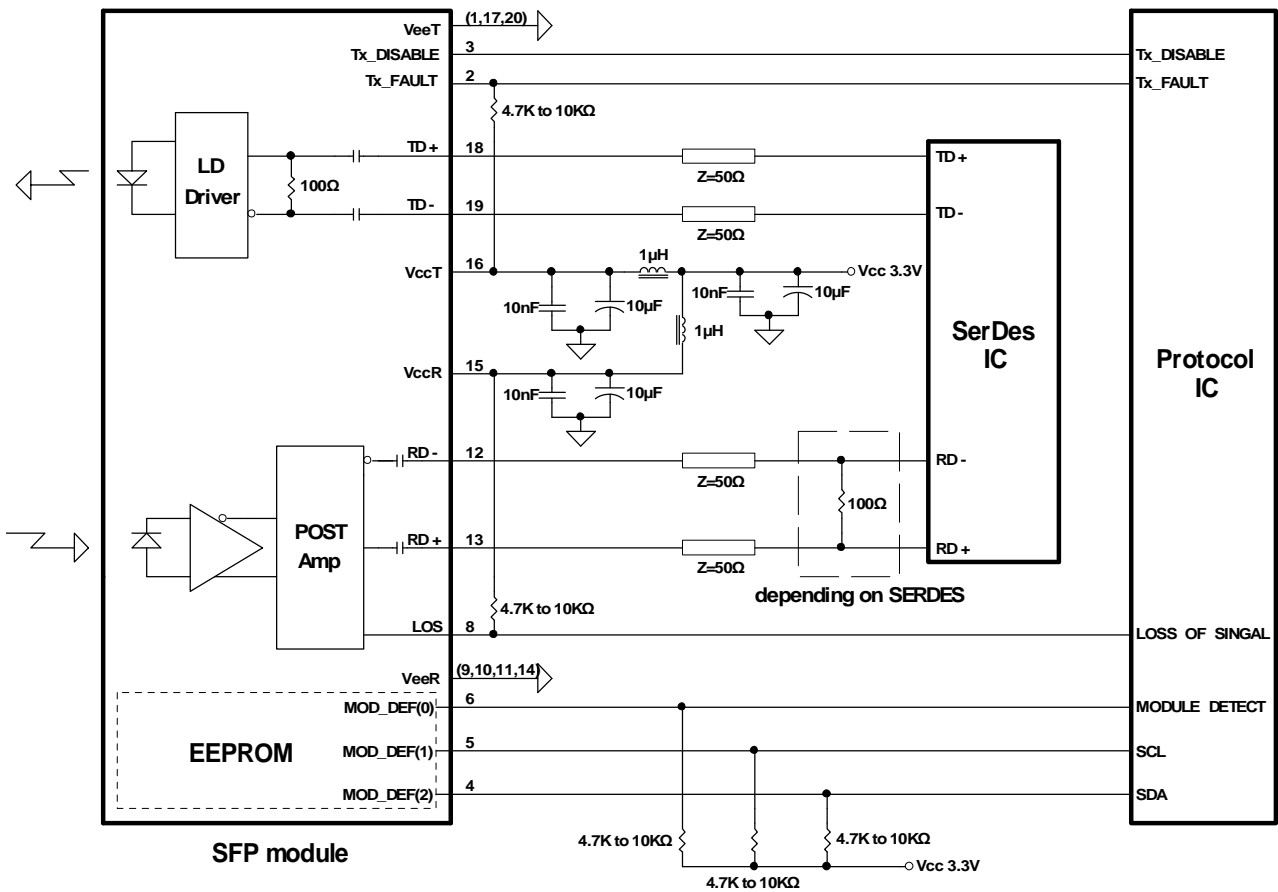 VeeT
(1,17,20)
Tx_DISABLE
3
Tx_DISABLE
Tx_FAULT
2
Tx_FAULT
4.7K to 10KΩ
LD
Driver
100Ω
TD+
18
Z=50Ω
TD+
TD-
19
Z=50Ω
TD-
VccT
16
10nF
10µF
1µH
10nF
10µF
Vcc 3.3V
1µH
SerDes
IC
Protocol
IC
VccR
15
10nF
10µF
RD-
12
Z=50Ω
RD-
100Ω
POST
Amp
RD+
13
Z=50Ω
RD+
depending on SERDES
4.7K to 10KΩ
LOS
8
LOSS OF SINGAL
VeeR
(9,10,11,14)
EEPROM
MOD_DEF(0)
6
MODULE DETECT
MOD_DEF(1)
5
SCL
MOD_DEF(2)
4
SDA
4.7K to 10KΩ
4.7K to 10KΩ
4.7K to 10KΩ
Vcc 3.3V
SFP module